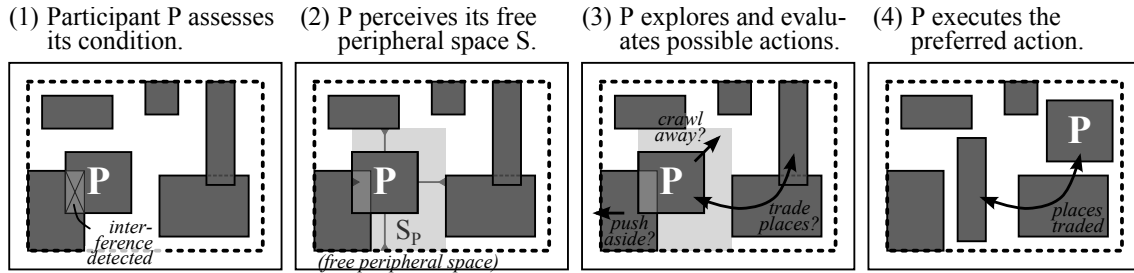 (1) Participant P assesses
its condition.
(2) P perceives its free
peripheral space S.
(3) P explores and evalu-
ates possible actions.
(4) P executes the
preferred action.
P
inter-
ference
detected
P
S_P
(free peripheral space)
crawl
away?
P
push
aside?
trade
places?
P
places
traded